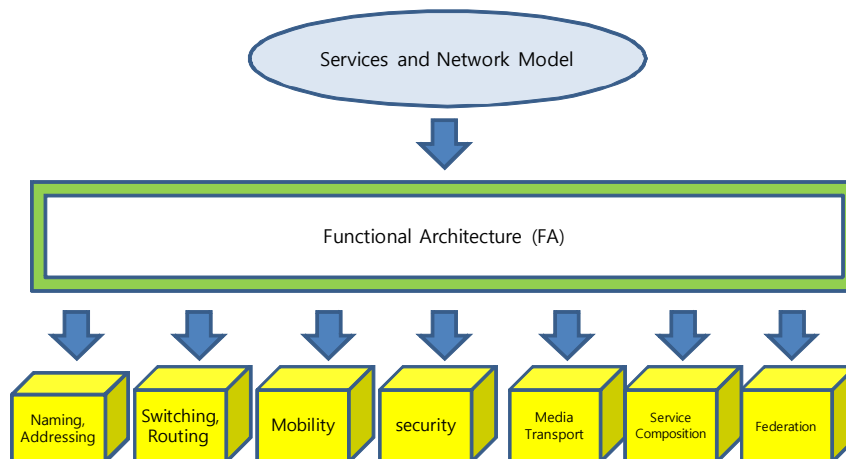 Services and Network Model
Functional Architecture (FA)
Naming,
Addressing
Switching,
Routing
Mobility
security
Media
Transport
Service
Composition
Federation